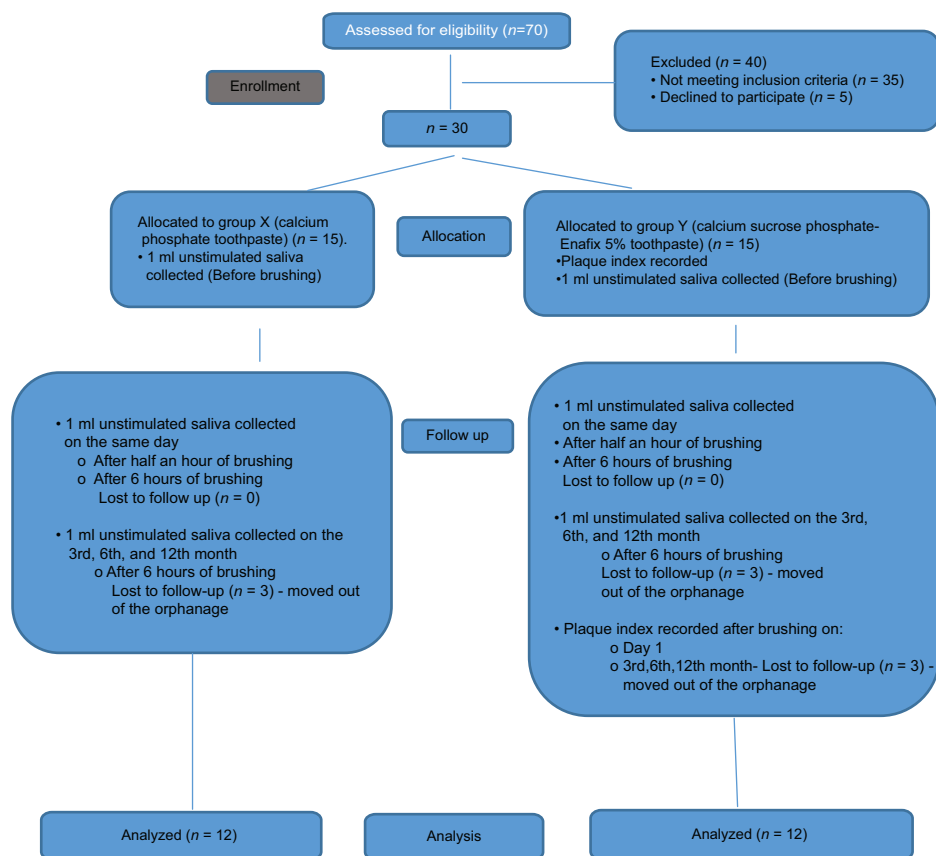 Assessed for eligibility (n=70)
Excluded (n = 40)
• Not meeting inclusion criteria (n = 35)
• Declined to participate (n = 5)
Enrollment
n = 30
Allocated to group X (calcium
phosphate toothpaste) (n = 15).
• 1 ml unstimulated saliva
collected (Before brushing)
Allocation
Allocated to group Y (calcium sucrose phosphate-
Enafix 5% toothpaste) (n = 15)
•Plaque index recorded
•1 ml unstimulated saliva collected (Before brushing)
• 1 ml unstimulated saliva collected
on the same day
o After half an hour of brushing
o After 6 hours of brushing
Lost to follow up (n = 0)
• 1 ml unstimulated saliva collected on the
3rd, 6th, and 12th month
o After 6 hours of brushing
Lost to follow-up (n = 3) - moved out
of the orphanage
Follow up
• 1 ml unstimulated saliva collected
on the same day
• After half an hour of brushing
• After 6 hours of brushing
Lost to follow up (n = 0)
•1 ml unstimulated saliva collected on the 3rd,
6th, and 12th month
o After 6 hours of brushing
Lost to follow-up (n = 3) - moved
out of the orphanage
• Plaque index recorded after brushing on:
o Day 1
o 3rd,6th,12th month- Lost to follow-up (n = 3) -
moved out of the orphanage
Analyzed (n = 12)
Analysis
Analyzed (n = 12)